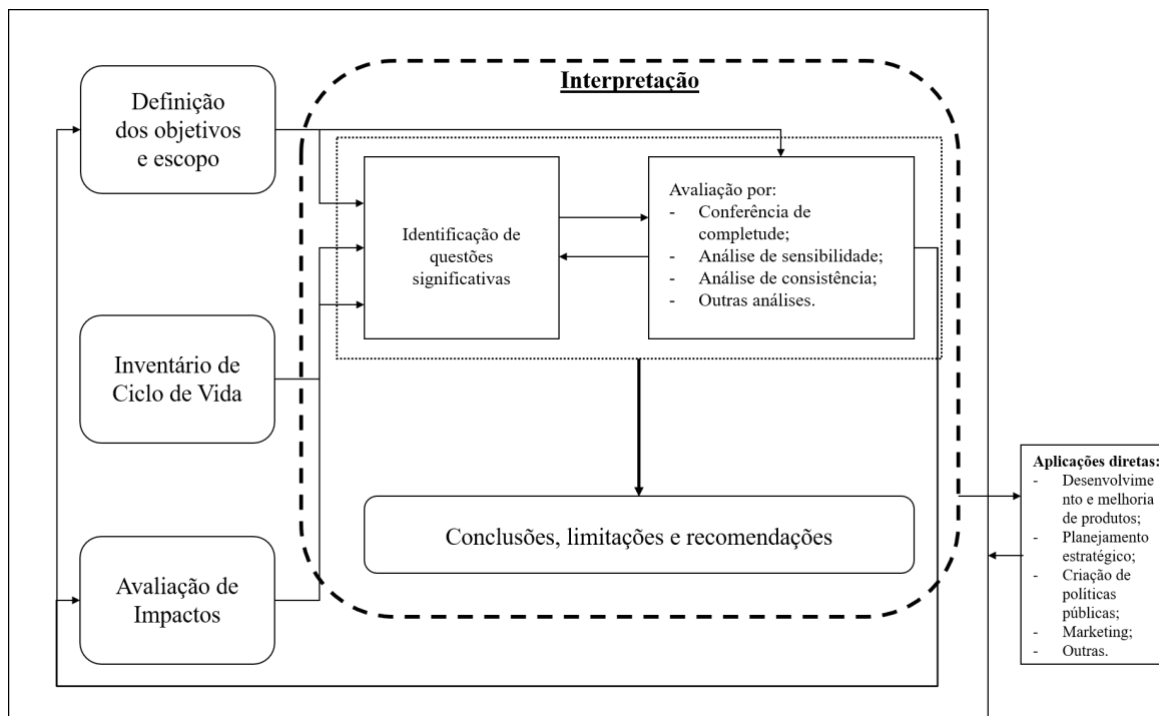 Interpretação
Definição
dos objetivos
e escopo
Identificação de
questões
significativas
Avaliação por:
- Conferência de
completude;
- Análise de sensibilidade;
- Análise de consistência;
- Outras análises.
Inventário de
Ciclo de Vida
Conclusões, limitações e recomendações
Avaliação de
Impactos
Aplicações diretas:
- Desenvolvime
nto e melhoria
de produtos;
- Planejamento
estratégico;
- Criação de
políticas
públicas;
- Marketing;
- Outras.